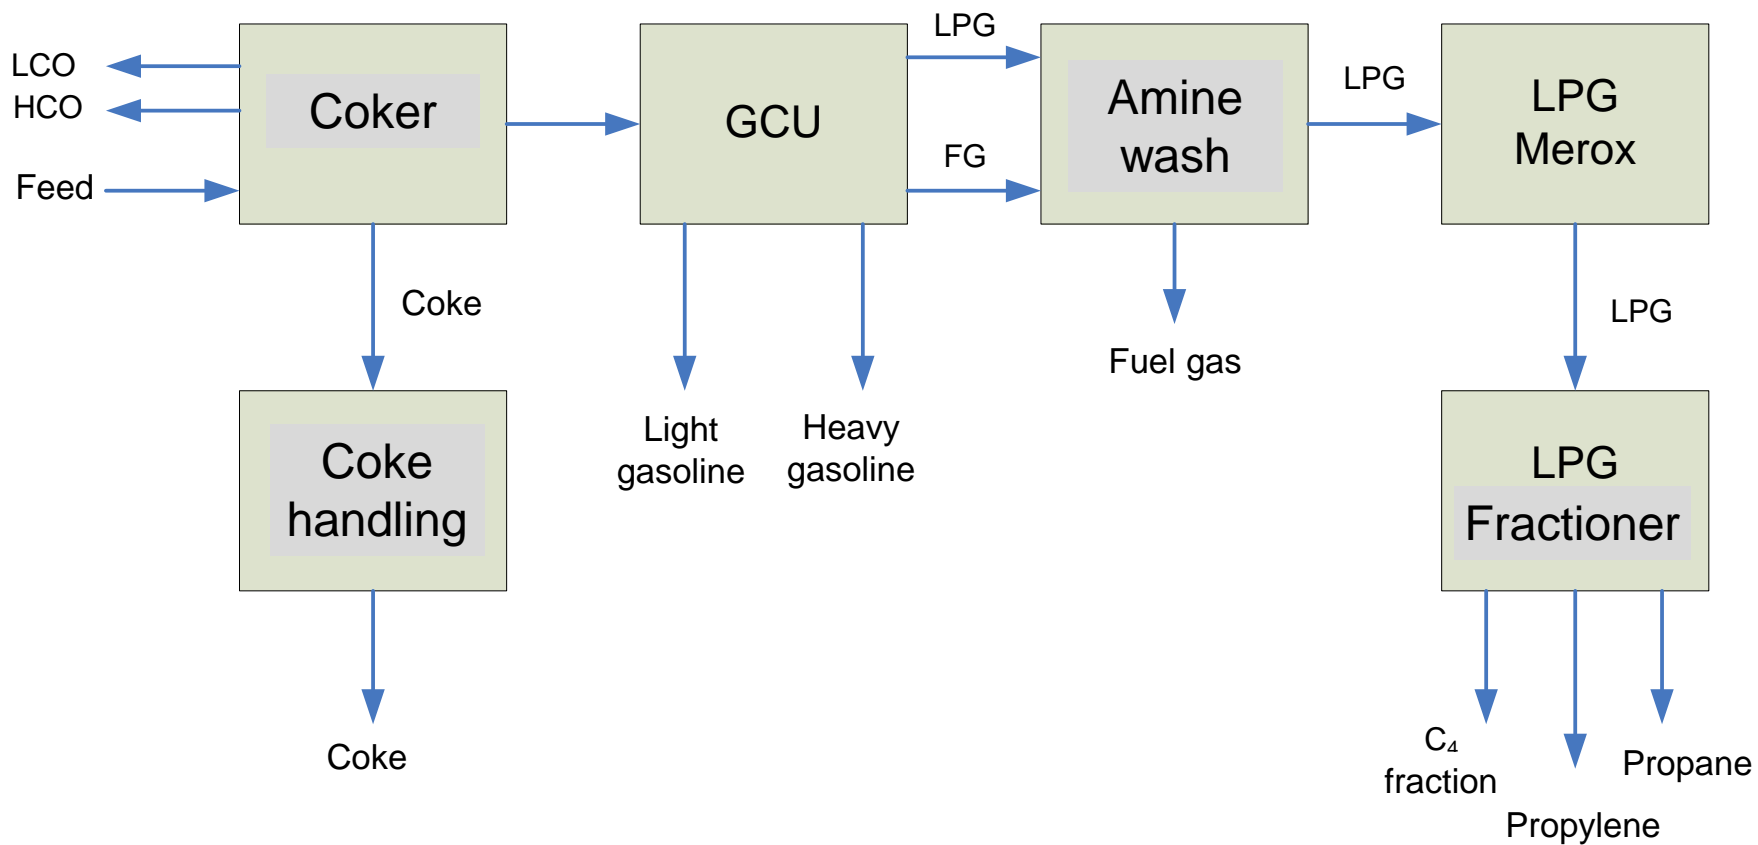 LCO
HCO
Feed
Coker
GCU
LPG
FG
Amine
wash
LPG
LPG
Merox
Coke
Fuel gas
LPG
Coke
handling
Light
gasoline
Heavy
gasoline
LPG
Fractioner
Coke
C₄
fraction
Propylene
Propane